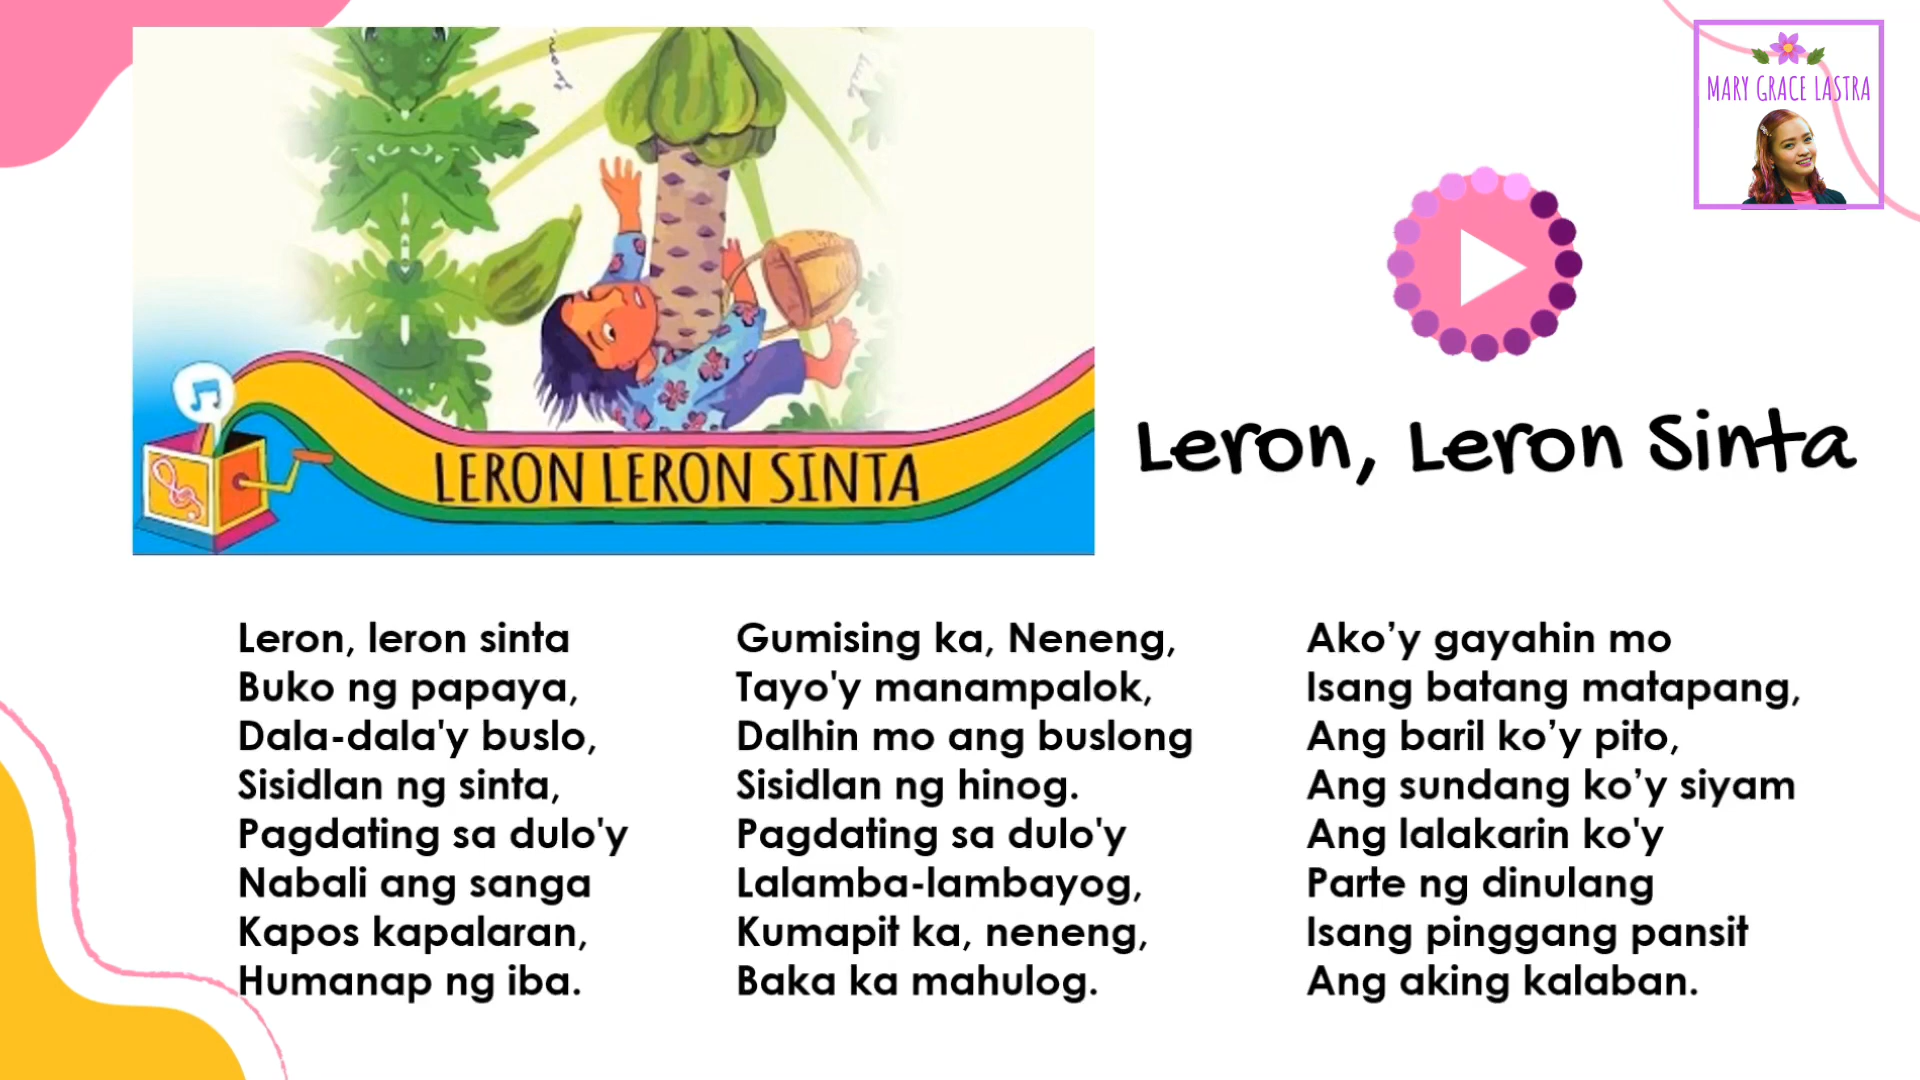 MARY GRACE LASTRA
LERON LERON SINTA
Leron, Leron Sinta
Leron, leron sinta
Buko ng papaya,
Dala-dala'y buslo,
Sisidlan ng sinta,
Pagdating sa dulo'y
Nabali ang sanga
Kapos kapalaran,
Humanap ng iba.
Gumising ka, Neneng,
Tayo'y manampalok,
Dalhin mo ang buslong
Sisidlan ng hinog.
Pagdating sa dulo'y
Lalamba-lambayog,
Kumapit ka, neneng,
Baka ka mahulog.
Ako’y gayahin mo
Isang batang matapang,
Ang baril ko’y pito,
Ang sundang ko’y siyam
Ang lalakarin ko'y
Parte ng dinulang
Isang pinggang pansit
Ang aking kalaban.